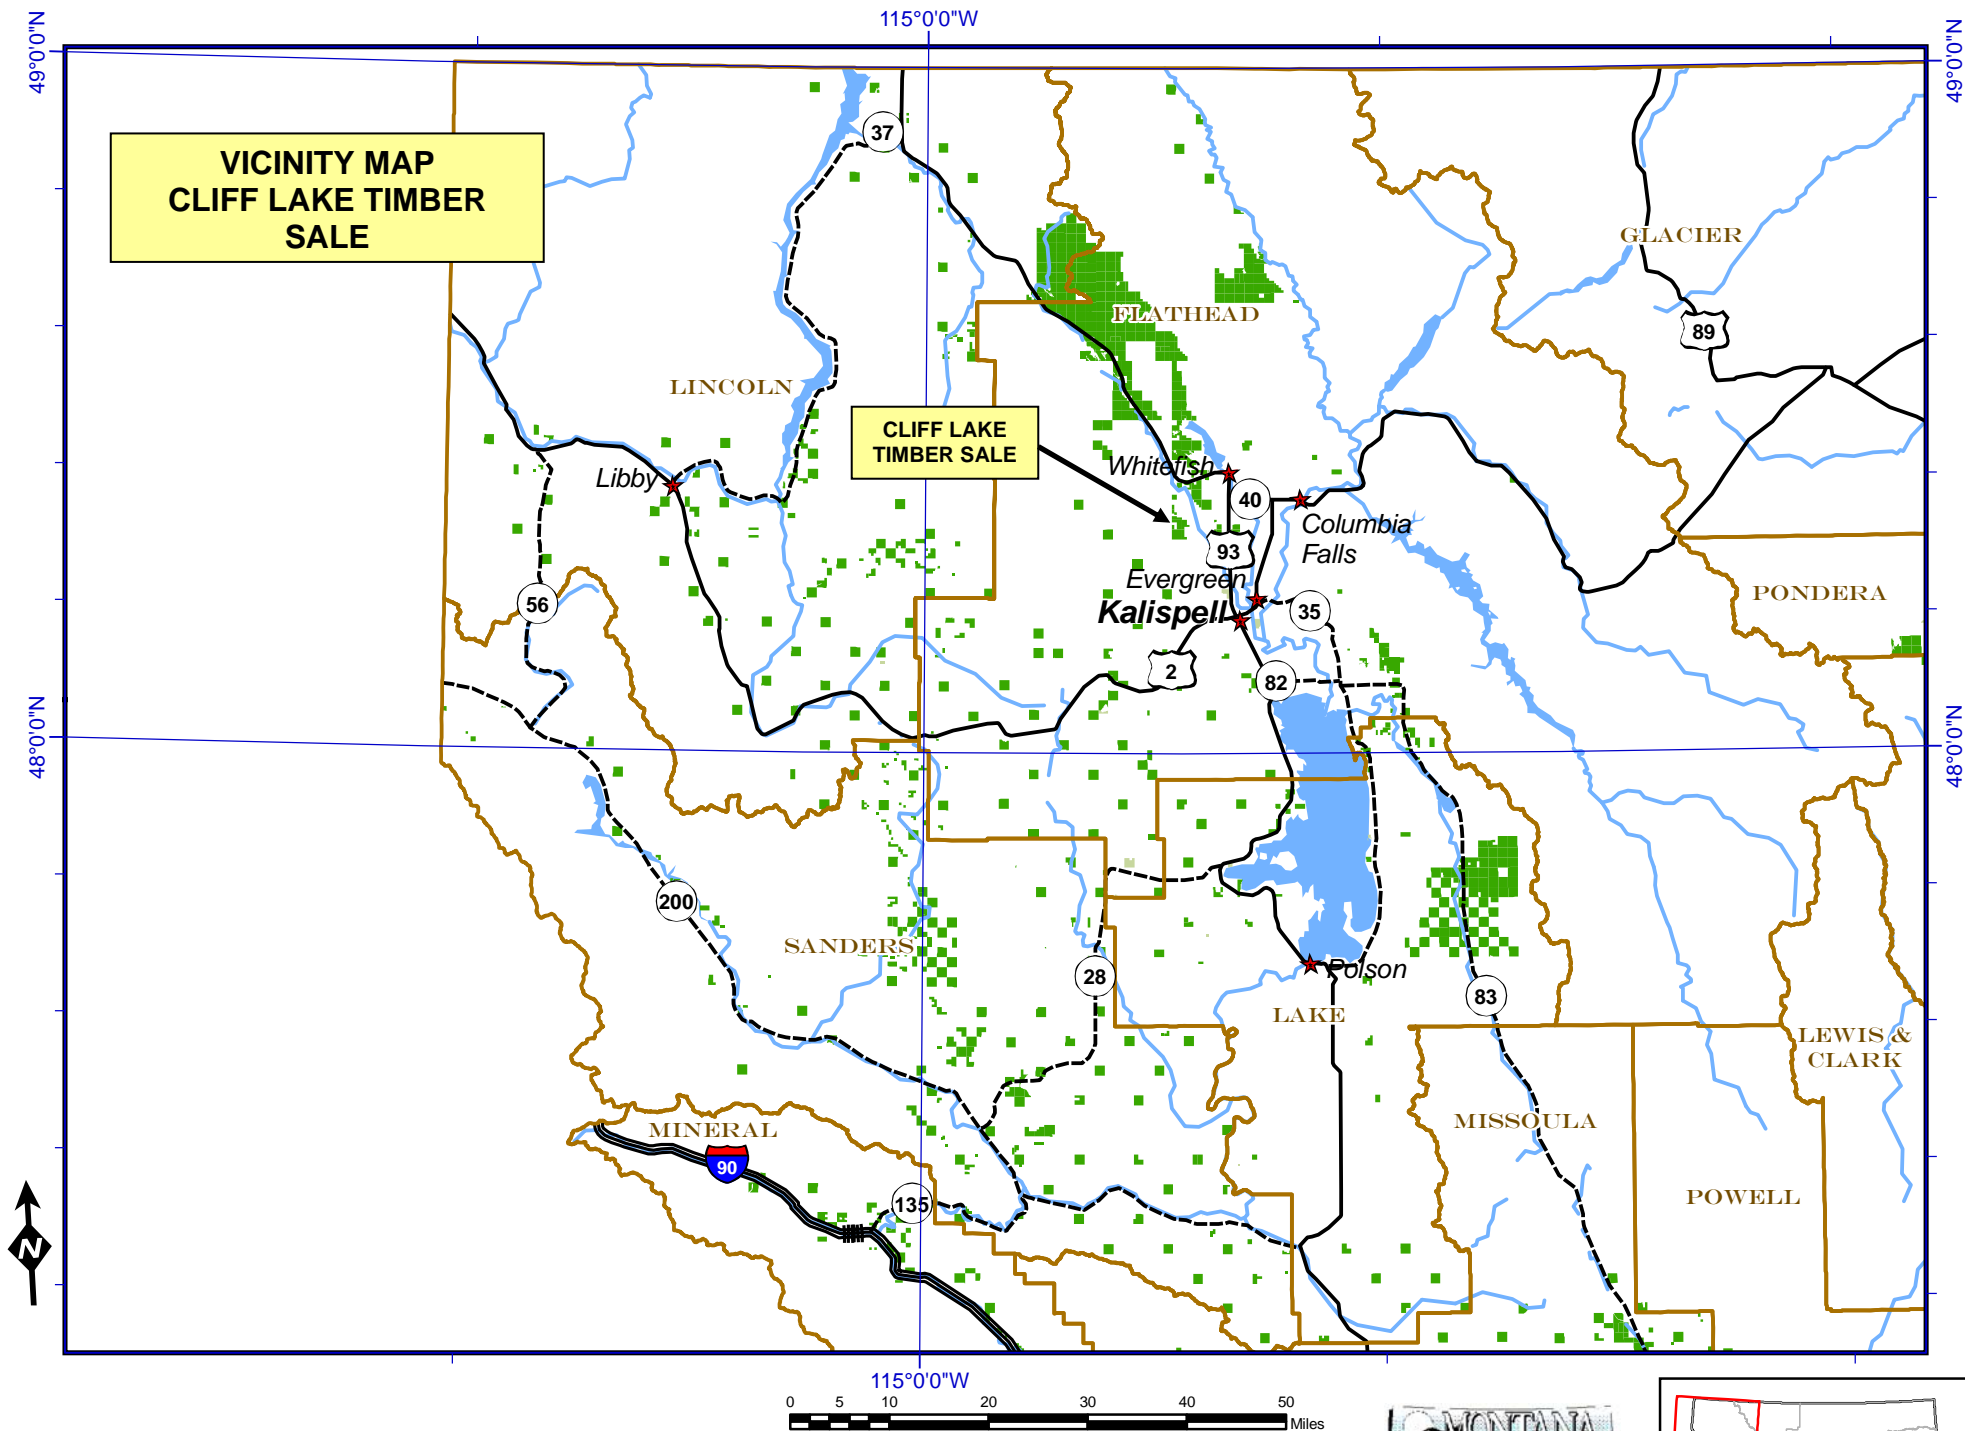 115°0'0"W
49°0'0"N
49°0'0"N
VICINITY MAP
CLIFF LAKE TIMBER
SALE
37
GLACIER
FLATHEAD
89
LINCOLN
CLIFF LAKE
TIMBER SALE
Whitefish
Libby
40
Columbia
Falls
93
Evergreen
56
Kalispell
35
PONDERA
2
82
48°0'0"N
48°0'0"N
200
SANDERS
28
Polson
83
LAKE
LEWIS &
CLARK
MINERAL
MISSOULA
90
135
POWELL
N
115°0'0"W
0 5 10 20 30 40 50
Miles
MONTANA